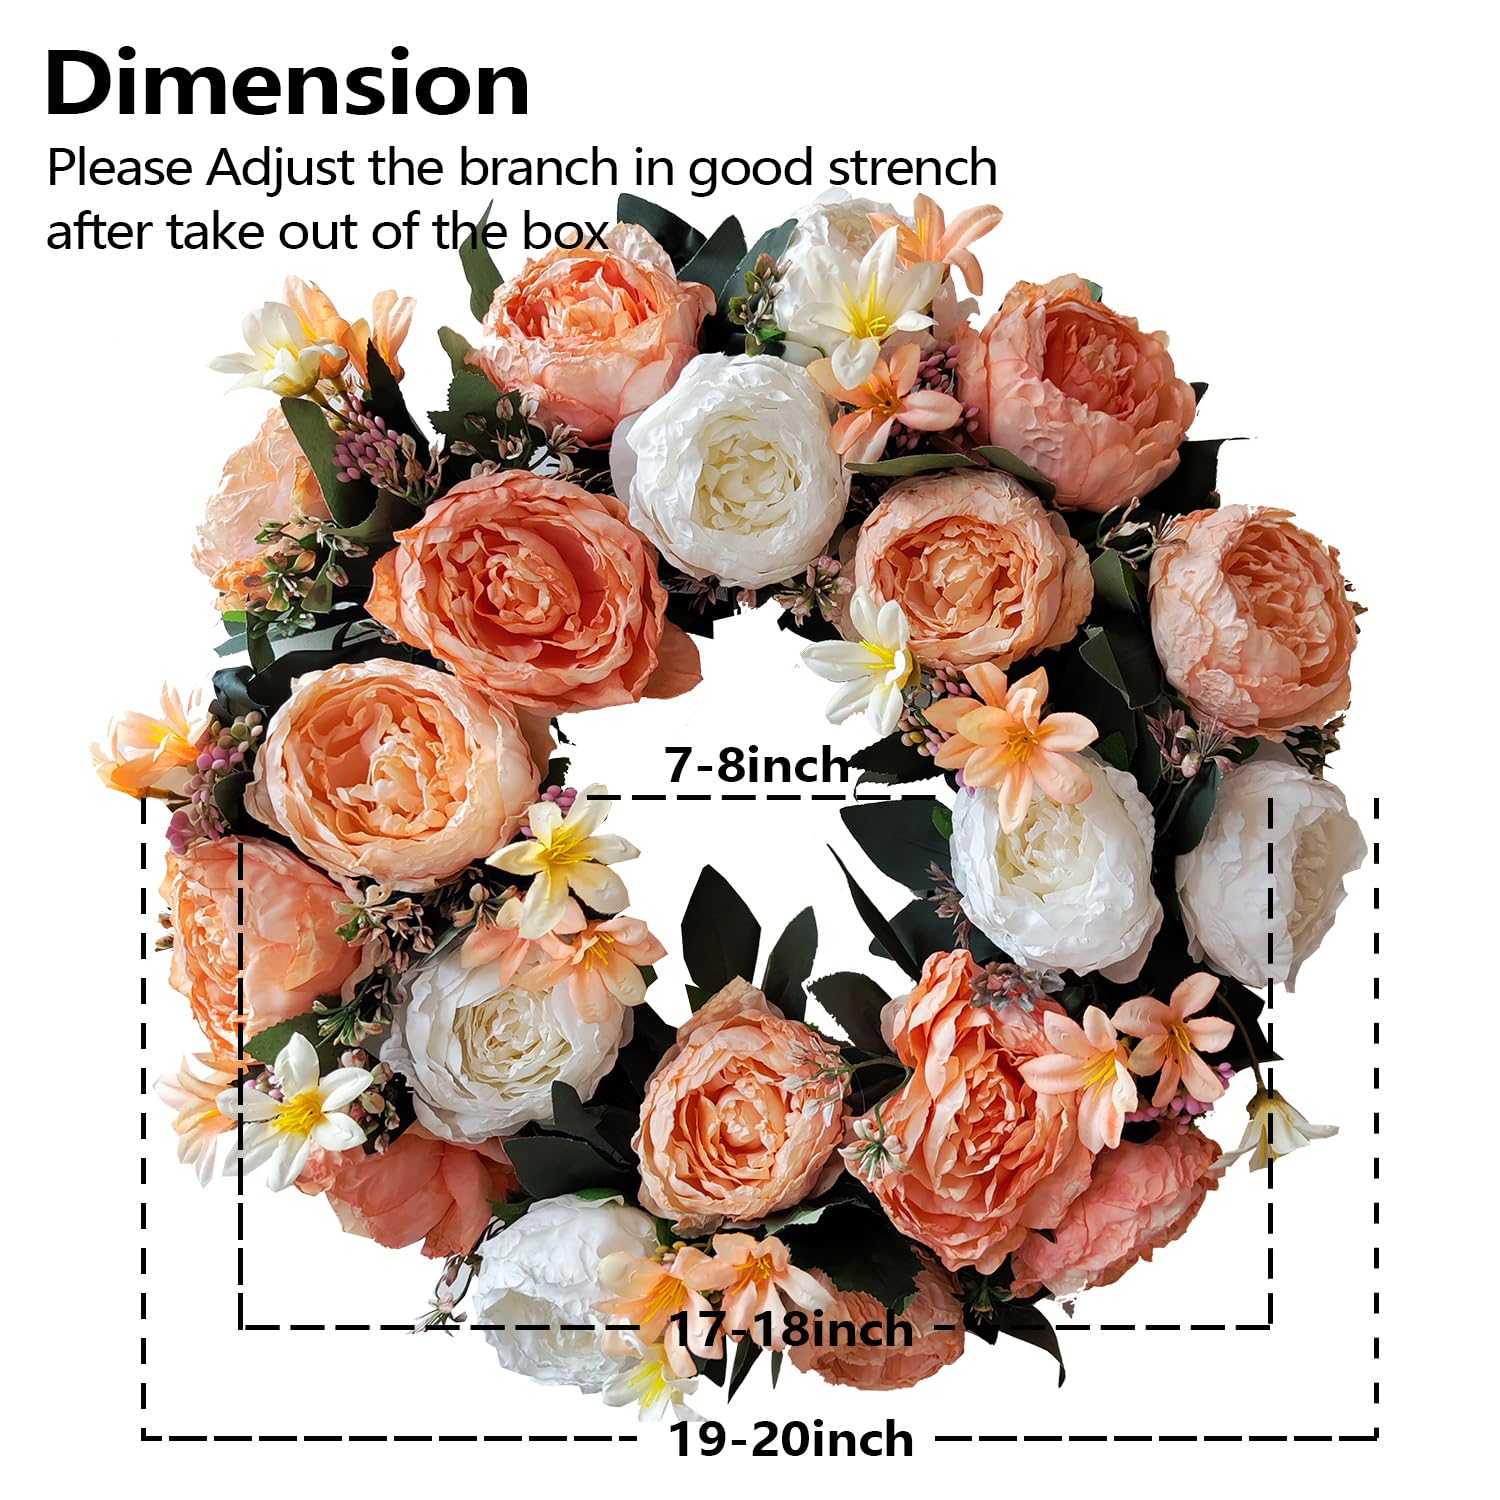 Dimension
Please Adjust the branch in good strench
after take out of the box
7-8inch
17-18inch
19-20inch